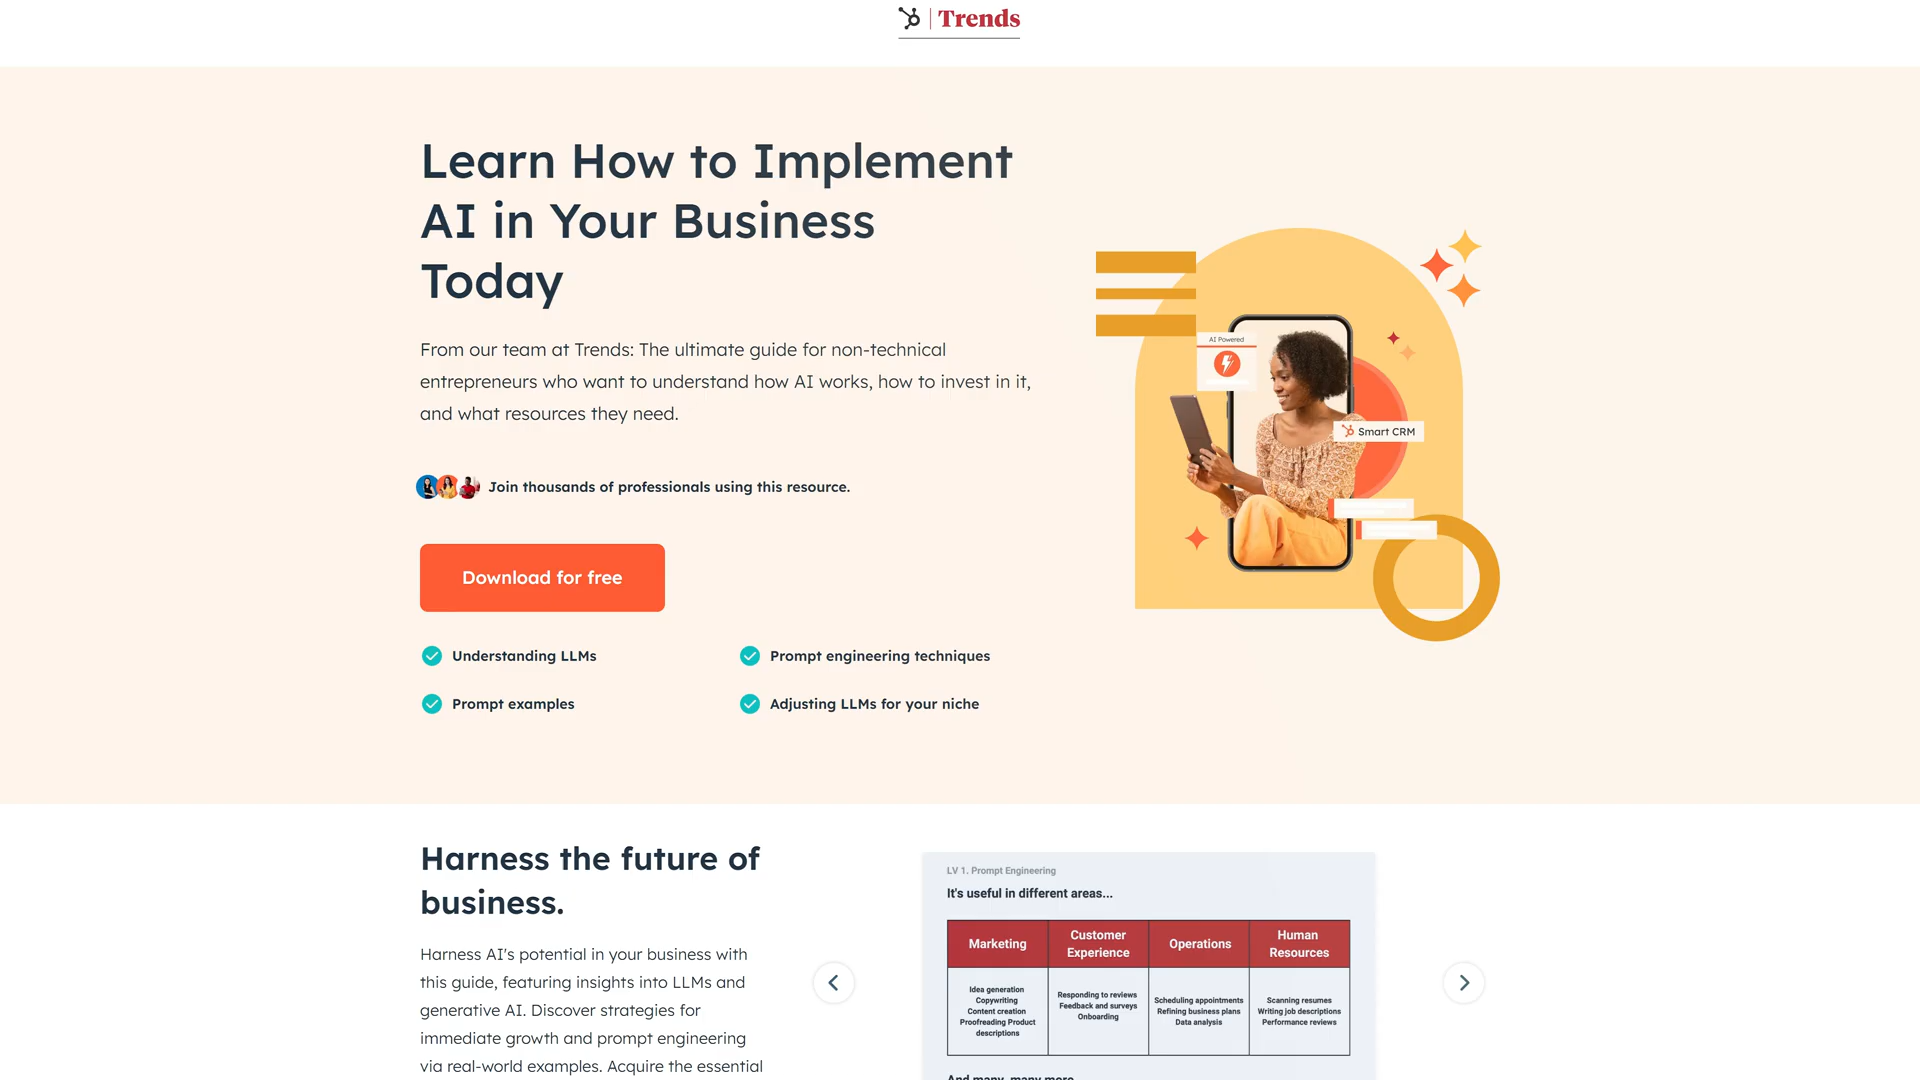 Trends
Learn How to Implement
AI in Your Business
Today
From our team at Trends: The ultimate guide for non-technical
entrepreneurs who want to understand how AI works, how to invest in it,
and what resources they need.
Join thousands of professionals using this resource.
Download for free
Understanding LLMs
Prompt engineering techniques
Prompt examples
Adjusting LLMs for your niche
AI Powered
Smart CRM
Harness the future of
business.
Harness AI's potential in your business with
this guide, featuring insights into LLMs and
generative AI. Discover strategies for
immediate growth and prompt engineering
via real-world examples. Acquire the essential
LV 1. Prompt Engineering
It's useful in different areas...
Marketing
Customer
Experience
Operations
Human
Resources
Idea generation
Copywriting
Content creation
Proofreading Product
descriptions
Responding to reviews
Feedback and surveys
Onboarding
Scheduling appointments
Refining business plans
Data analysis
Scanning resumes
Writing job descriptions
Performance reviews
And many, many more